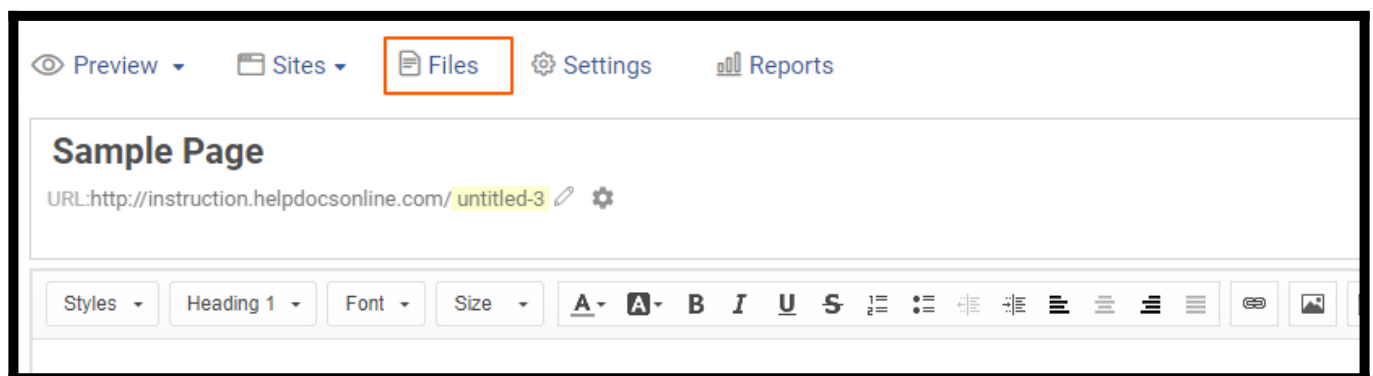 Preview Sites Files Settings Reports
Sample Page
URL:http://instruction.helpdocsonline.com/ untitled-3
Styles Heading 1 Font Size A A B I U S